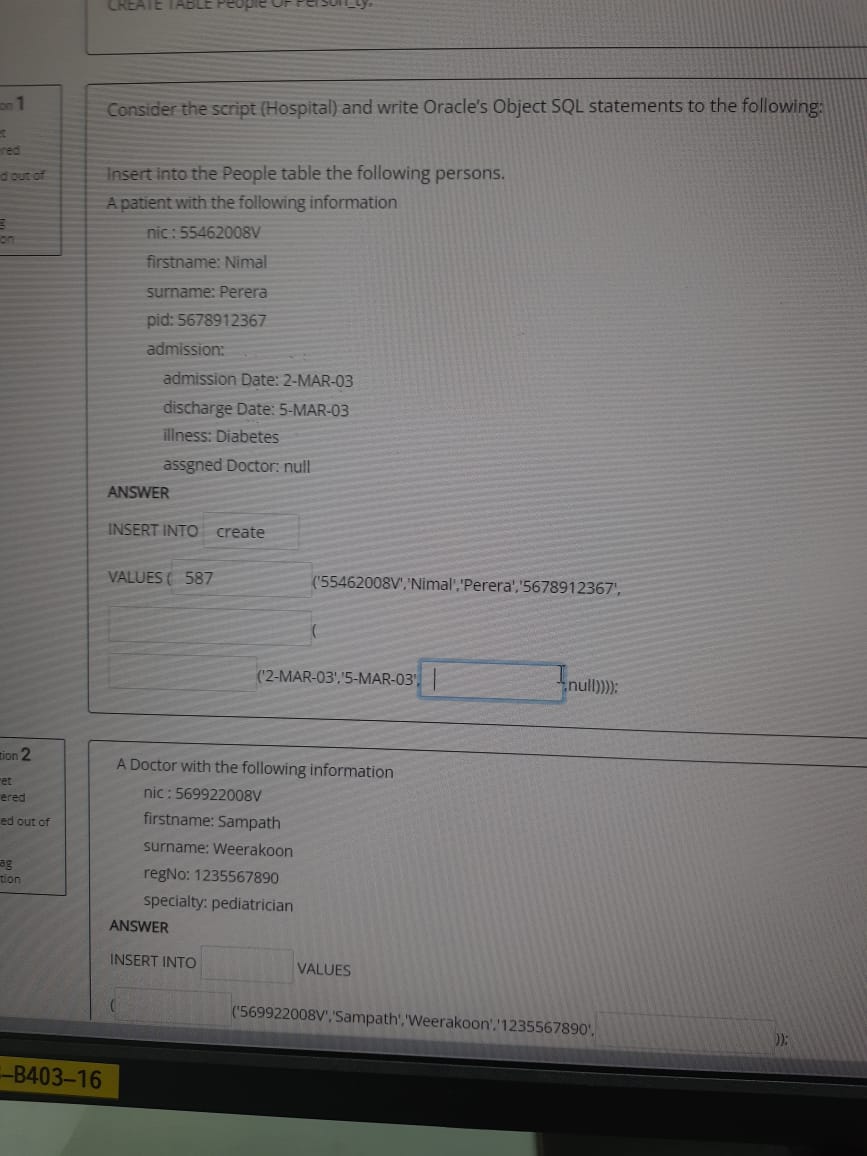 CREATE TABLE People OF Person_ty;
on 1
et
ered
d out of
g
on
Consider the script (Hospital) and write Oracle's Object SQL statements to the following:
Insert into the People table the following persons.
A patient with the following information
nic : 55462008V
firstname: Nimal
surname: Perera
pid: 5678912367
admission:
admission Date: 2-MAR-03
discharge Date: 5-MAR-03
illness: Diabetes
assgned Doctor: null
ANSWER
INSERT INTO create
VALUES ( 587 ('55462008V','Nimal','Perera','5678912367',
(
('2-MAR-03','5-MAR-03', ,null))));
tion 2
et
ered
ed out of
ag
tion
A Doctor with the following information
nic : 569922008V
firstname: Sampath
surname: Weerakoon
regNo: 1235567890
specialty: pediatrician
ANSWER
INSERT INTO VALUES
( ('569922008V','Sampath','Weerakoon','1235567890', ));
-B403-16